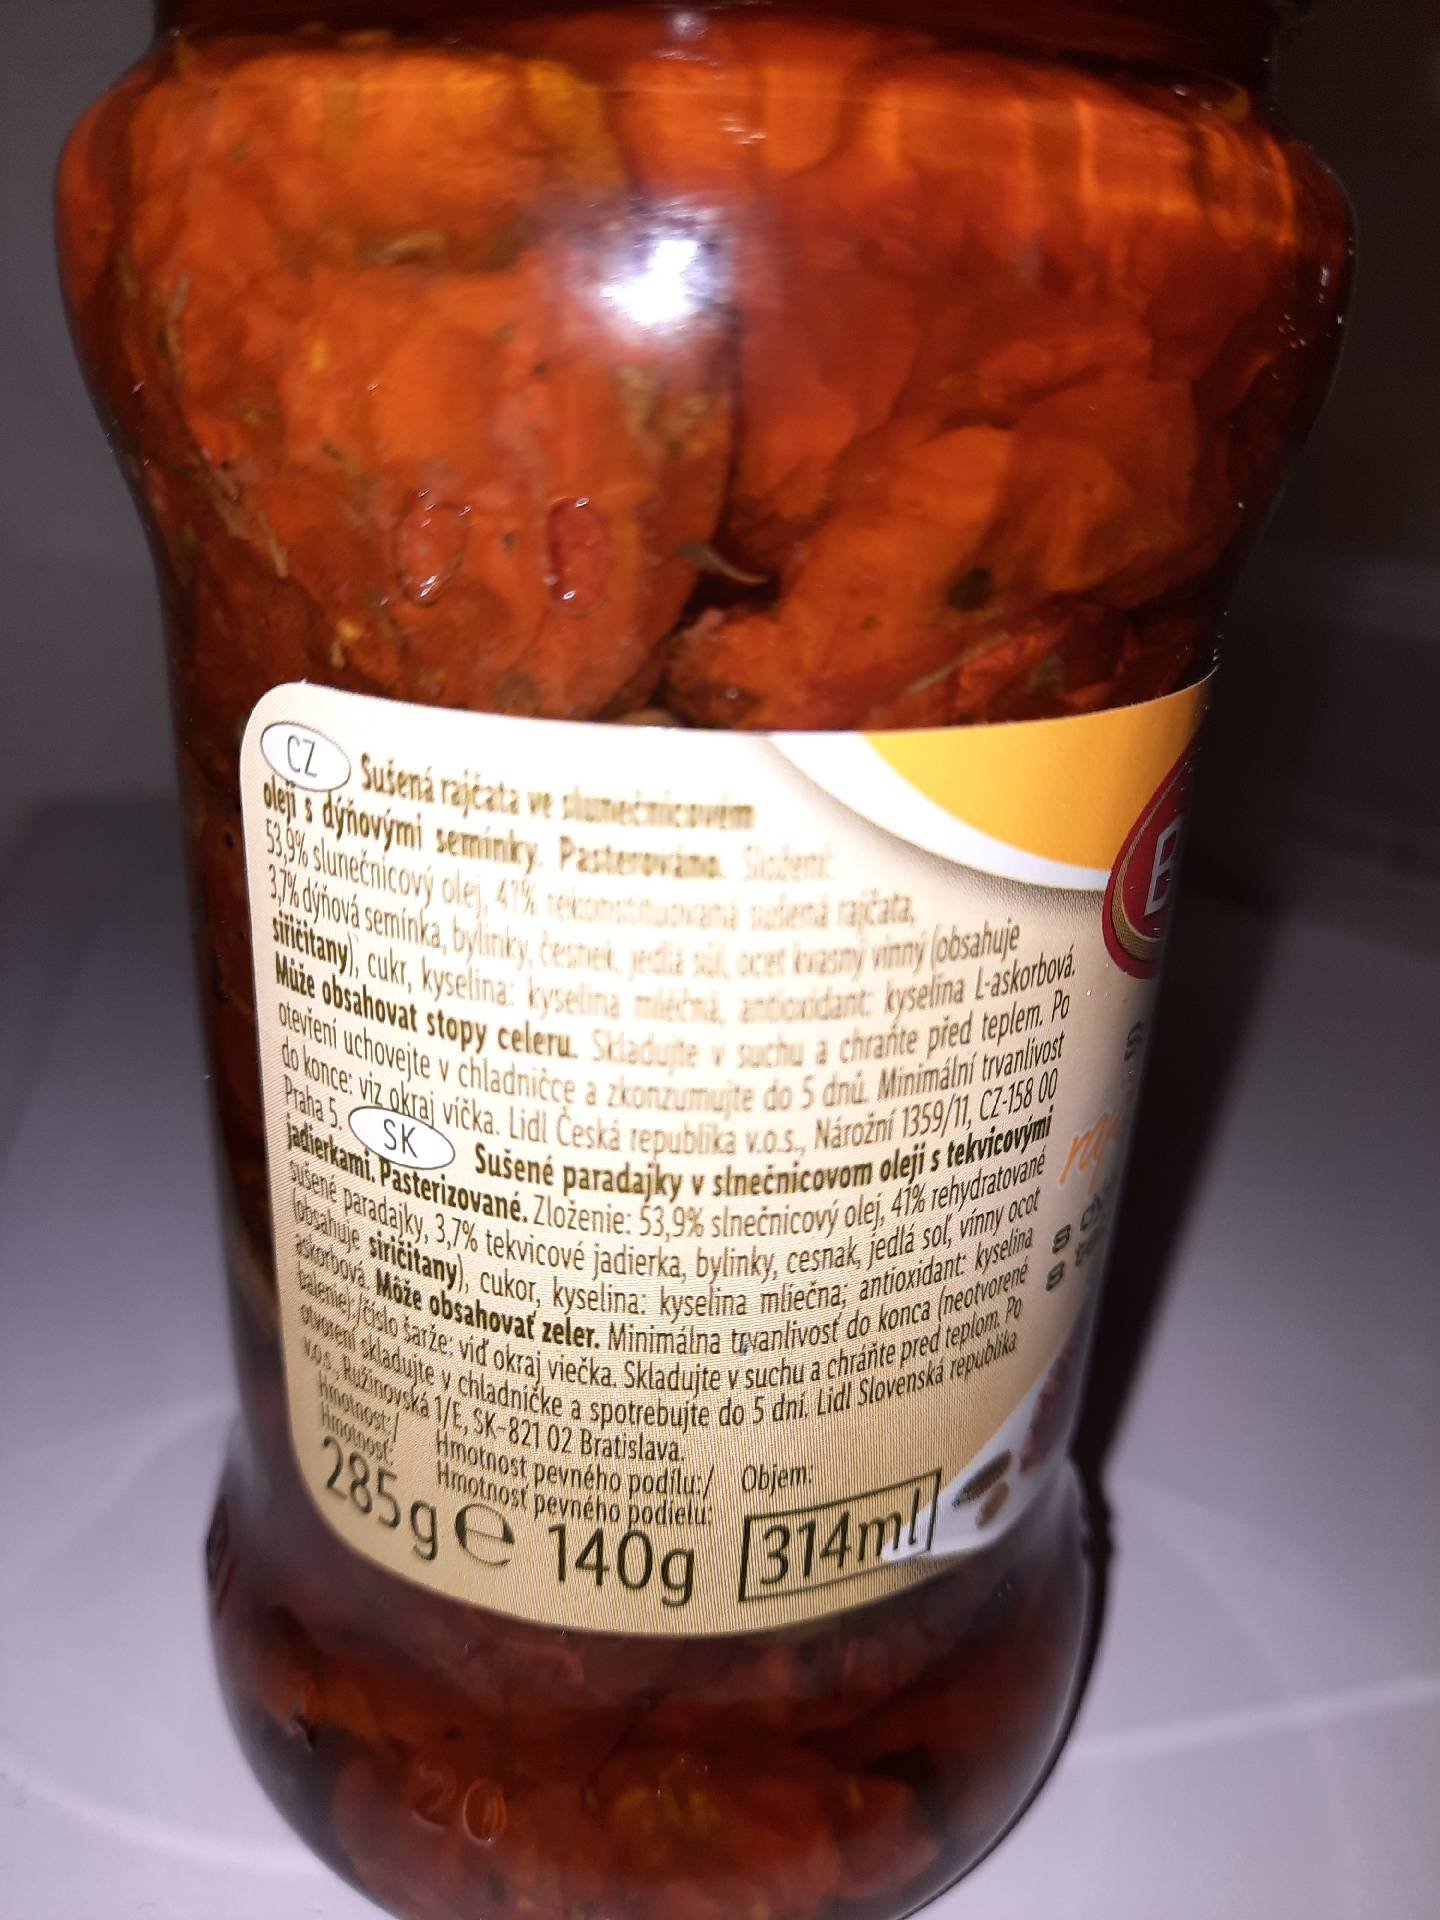 CZ Sušená rajčata ve slunečnicovém
oleji s dýňovými semínky. Pasterováno. Složení:
53,9% slunečnicový olej, 41% rekonstituovaná sušená rajčata,
3,7% dýňová semínka, bylinky, česnek, jedlá sůl, ocet kvasný vinný (obsahuje
siřičitany), cukr, kyselina: kyselina mléčná, antioxidant: kyselina L-askorbová.
Může obsahovat stopy celeru. Skladujte v suchu a chraňte před teplem. Po
otevření uchovejte v chladničce a zkonzumujte do 5 dnů. Minimální trvanlivost
do konce: viz okraj víčka. Lidl Česká republika v.o.s., Nárožní 1359/11, CZ-158 00
Praha 5. SK Sušené paradajky v slnečnicovom oleji s tekvicovými
jadierkami. Pasterizované. Zloženie: 53,9% slnečnicový olej, 41% rehydratované
sušené paradajky, 3,7% tekvicové jadierka, bylinky, cesnak, jedlá soľ, vínny ocot
(obsahuje siričitany), cukor, kyselina: kyselina mliečna; antioxidant: kyselina
askorbová. Môže obsahovať zeler. Minimálna trvanlivosť do konca (neotvorené
balenie):/číslo šarže: viď okraj viečka. Skladujte v suchu a chráňte pred teplom. Po
otvorení skladujte v chladničke a spotrebujte do 5 dní. Lidl Slovenská republika
v.o.s., Ružinovská 1/E, SK-821 02 Bratislava.
Hmotnost:/ Hmotnost pevného podílu:/ Objem:
Hmotnosť: Hmotnosť pevného podielu:
285g e 140g 314ml
20